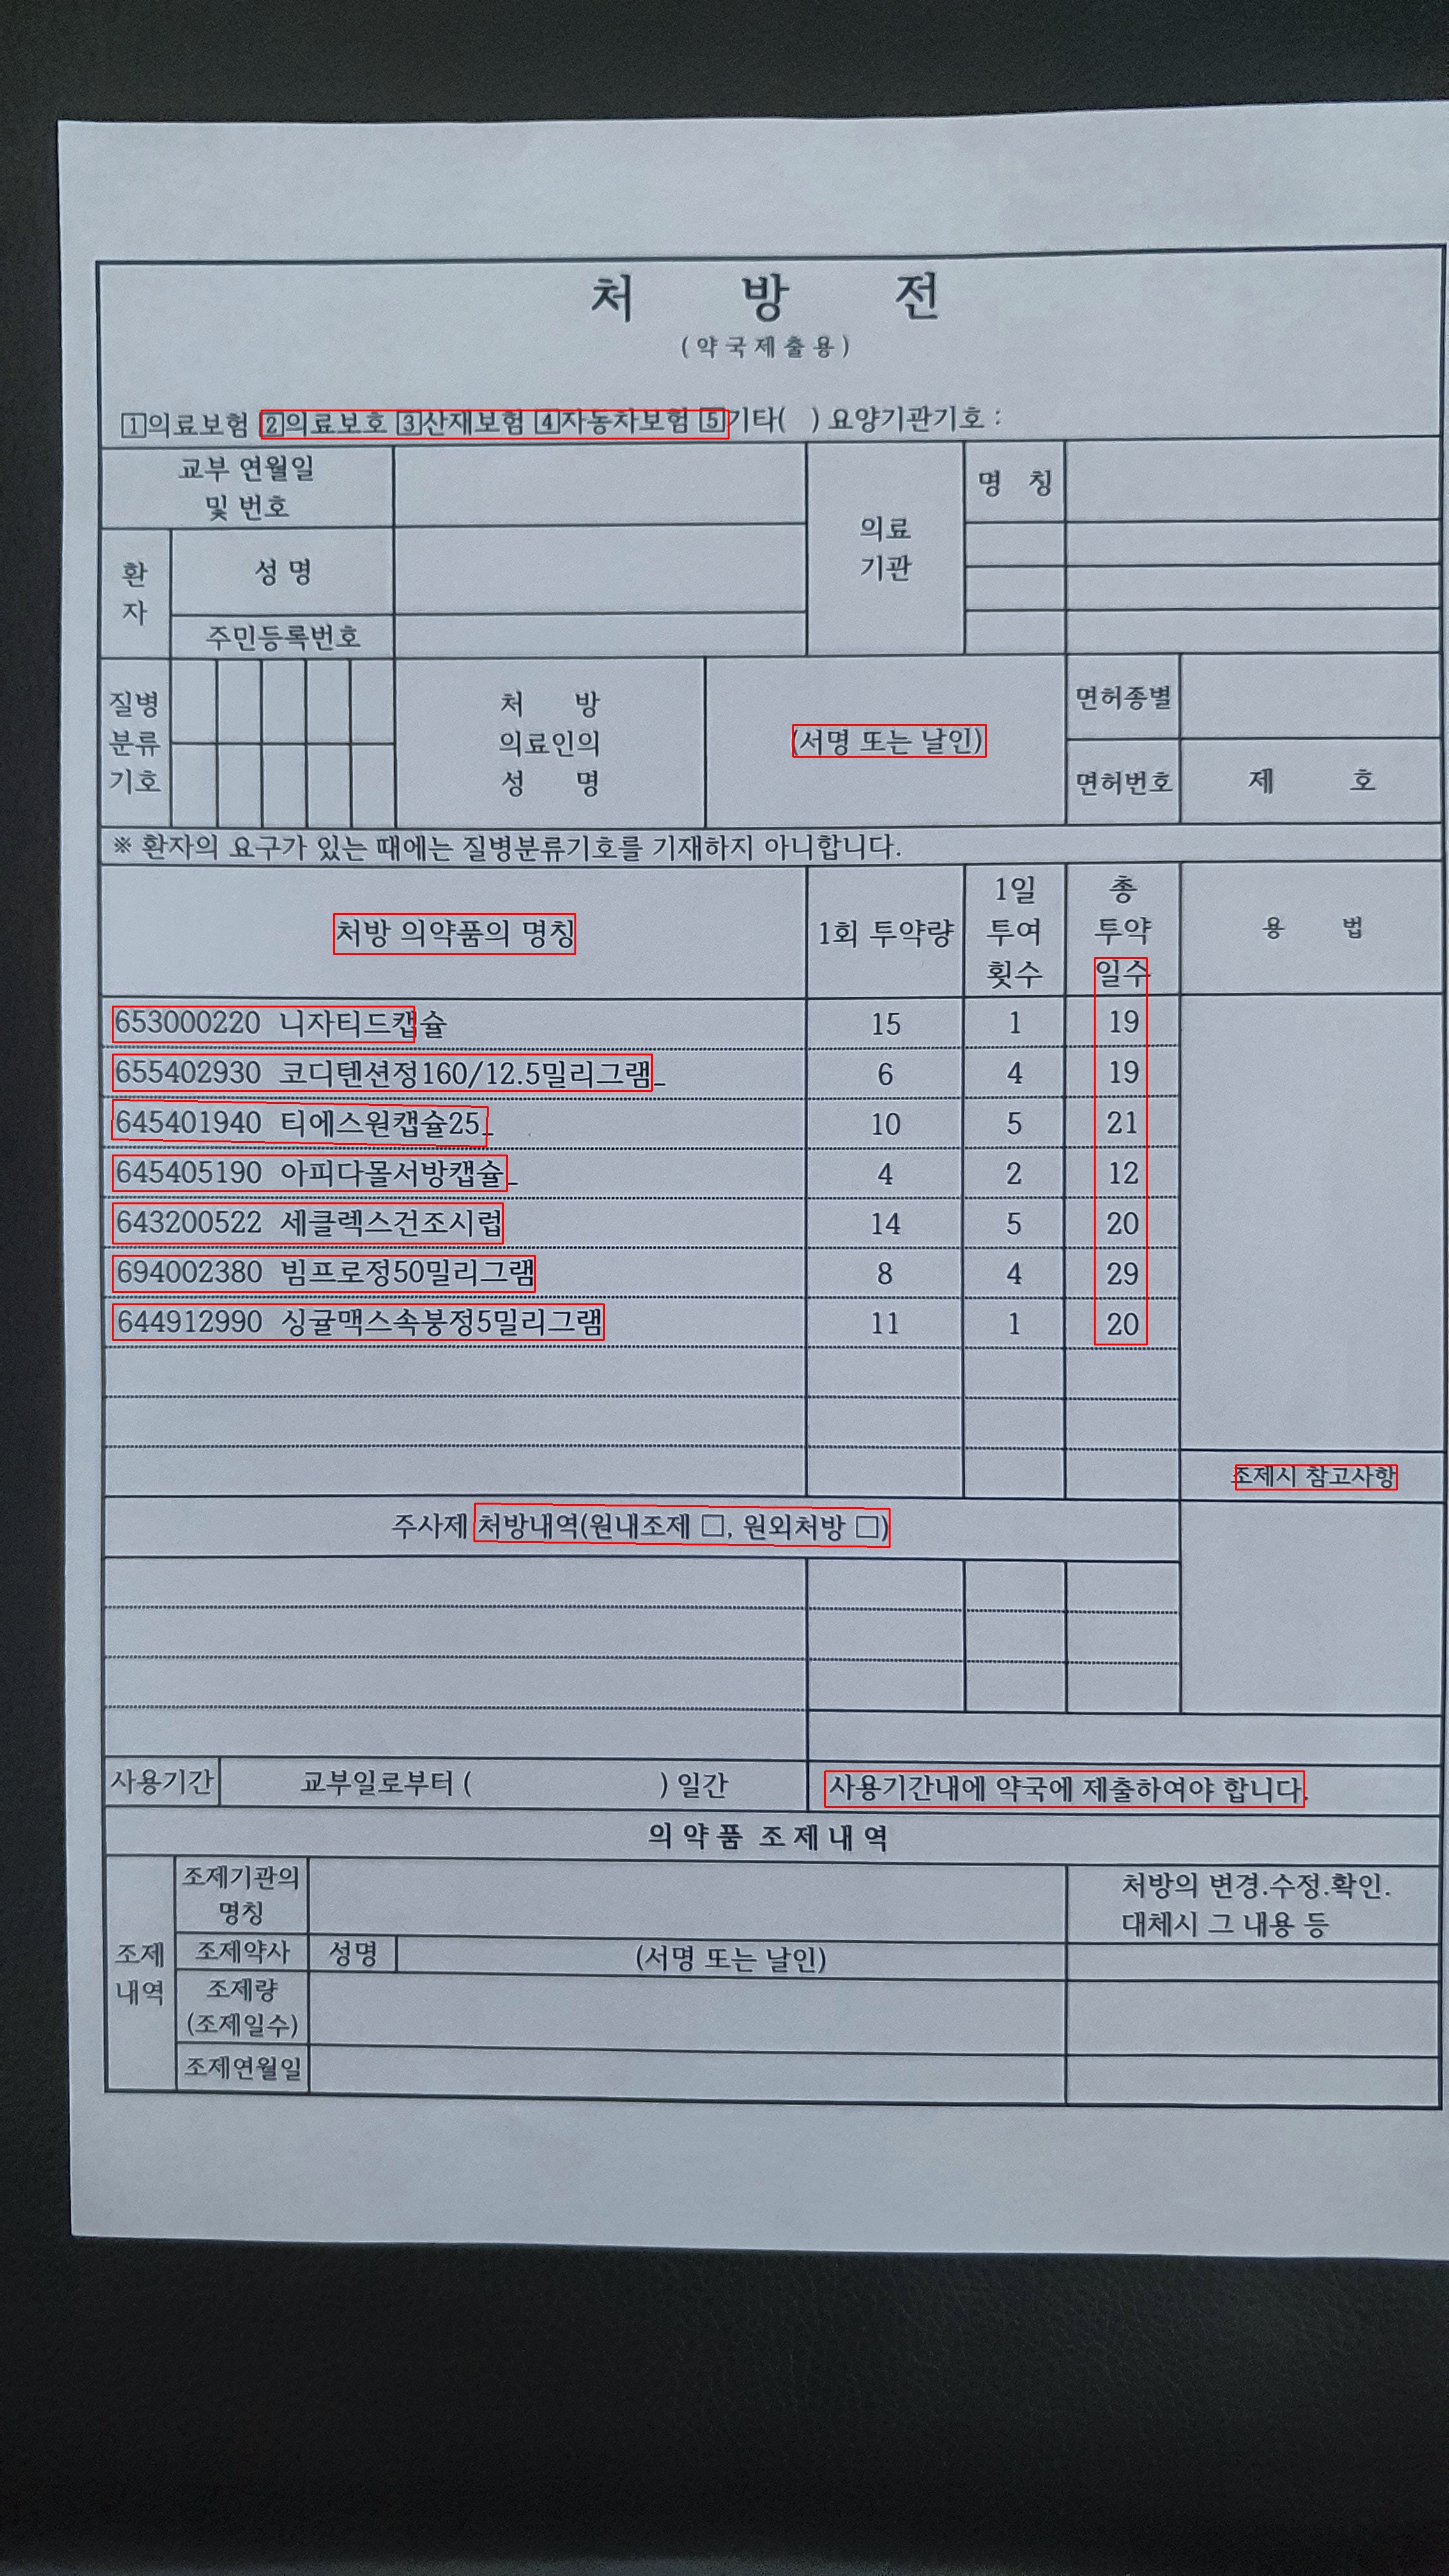 처 방 전
(약국제출용)
1의료보험 2의료보호 3산재보험 4자동차보험 5기타( ) 요양기관기호 :
교부 연월일 및 번호
의료 기관
명 칭
환 자
성 명
주민등록번호
질병 분류 기호
처 방 의료인의 성 명
(서명 또는 날인)
면허종별
면허번호
제 호
※ 환자의 요구가 있는 때에는 질병분류기호를 기재하지 아니합니다.
처방 의약품의 명칭 1회 투약량 1일 투여 횟수 총 투약 일수 용 법
653000220 니자티드캡슐 15 1 19
655402930 코디텐션정160/12.5밀리그램_ 6 4 19
645401940 티에스원캡슐25_ 10 5 21
645405190 아피다몰서방캡슐_ 4 2 12
643200522 세클렉스건조시럽 14 5 20
694002380 빔프로정50밀리그램 8 4 29
644912990 싱귤맥스속붕정5밀리그램 11 1 20
조제시 참고사항
주사제 처방내역(원내조제 □, 원외처방 □)
사용기간 교부일로부터 ( ) 일간 사용기간내에 약국에 제출하여야 합니다.
의 약 품 조 제 내 역
조제 내역
조제기관의 명칭
처방의 변경.수정.확인.
대체시 그 내용 등
조제약사 성명 (서명 또는 날인)
조제량
(조제일수)
조제연월일